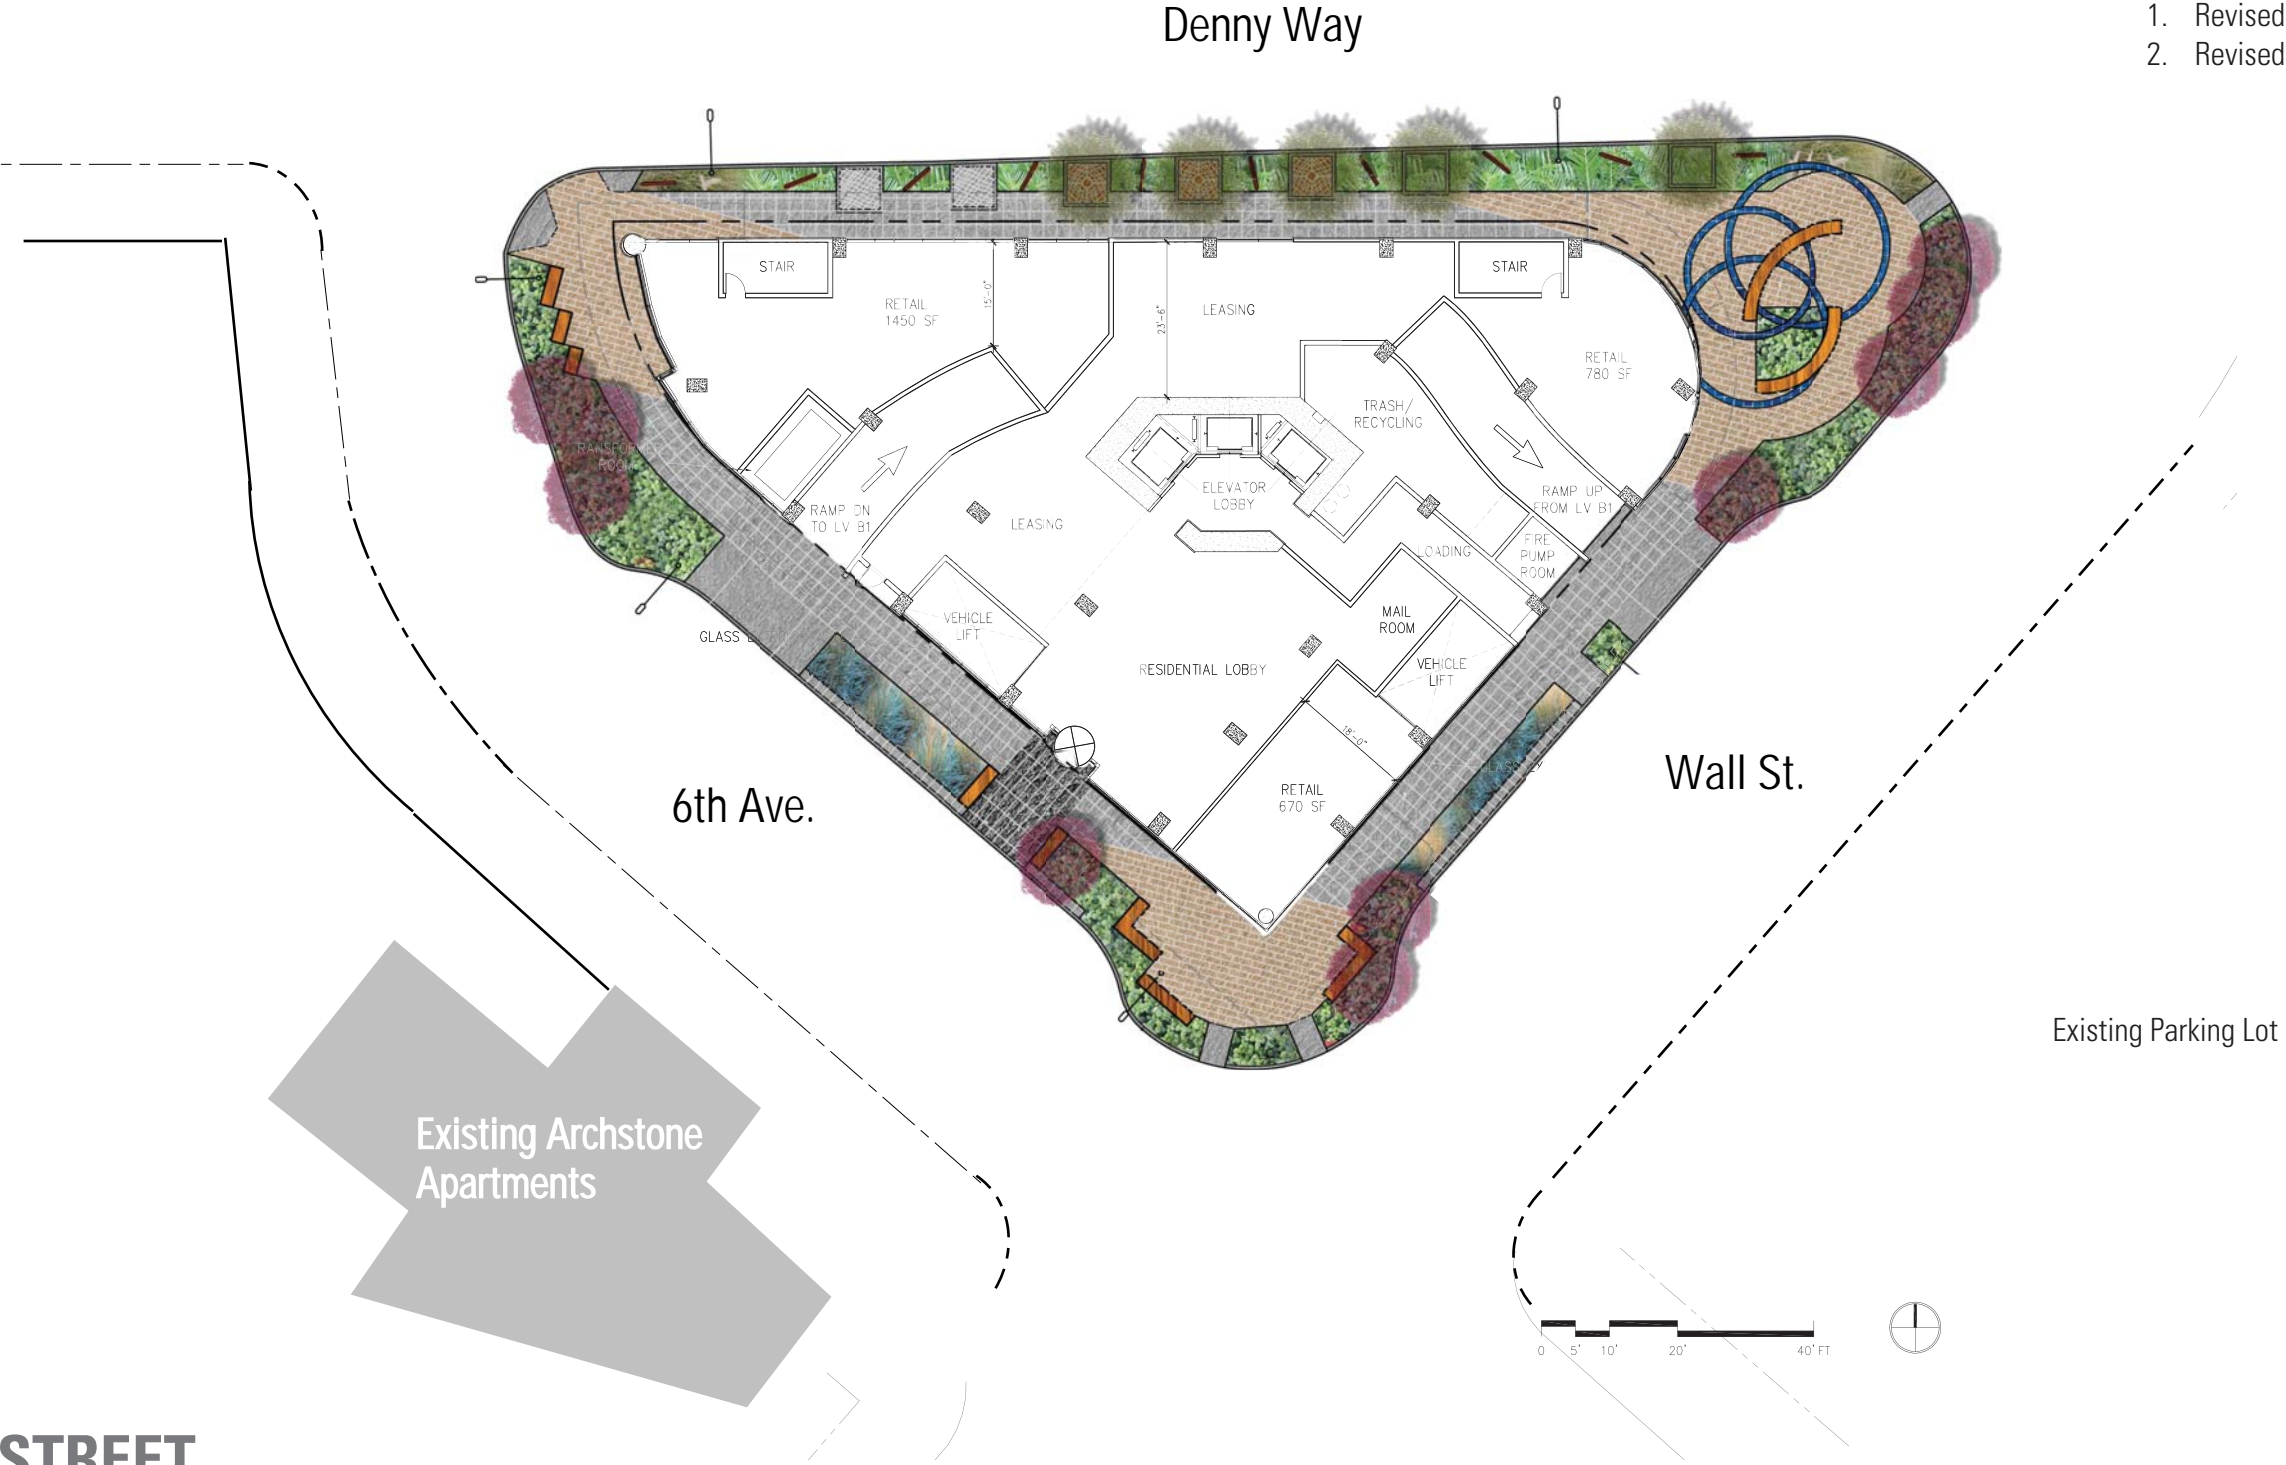 Denny Way
1. Revised
2. Revised
STAIR
STAIR
RETAIL
1450 SF
15'-0"
23'-6"
LEASING
RETAIL
780 SF
TRASH/
RECYCLING
ROOM
RAMP DN
TO LV B1
LEASING
ELEVATOR
LOBBY
RAMP UP
FROM LV B1
LOADING
FIRE
PUMP
ROOM
VEHICLE
LIFT
MAIL
ROOM
GLASS
RESIDENTIAL LOBBY
VEHICLE
LIFT
18'-0"
RETAIL
670 SF
6th Ave.
Wall St.
Existing Parking Lot
Existing Archstone
Apartments
0 5' 10' 20' 40' FT
STREET